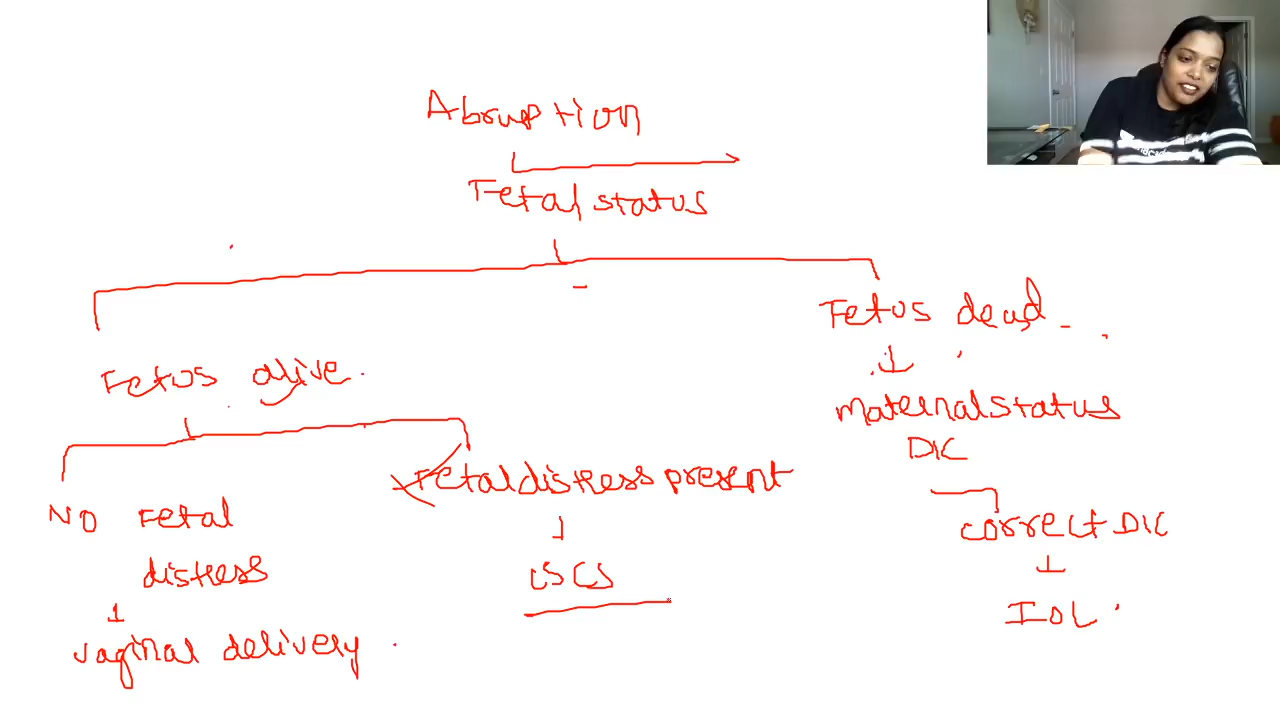 Abruption
Fetal status
Fetus alive
Fetus dead
maternal status
DIC
correct DIC
IOL
Fetal distress present
LSCS
NO Fetal
distress
vaginal delivery